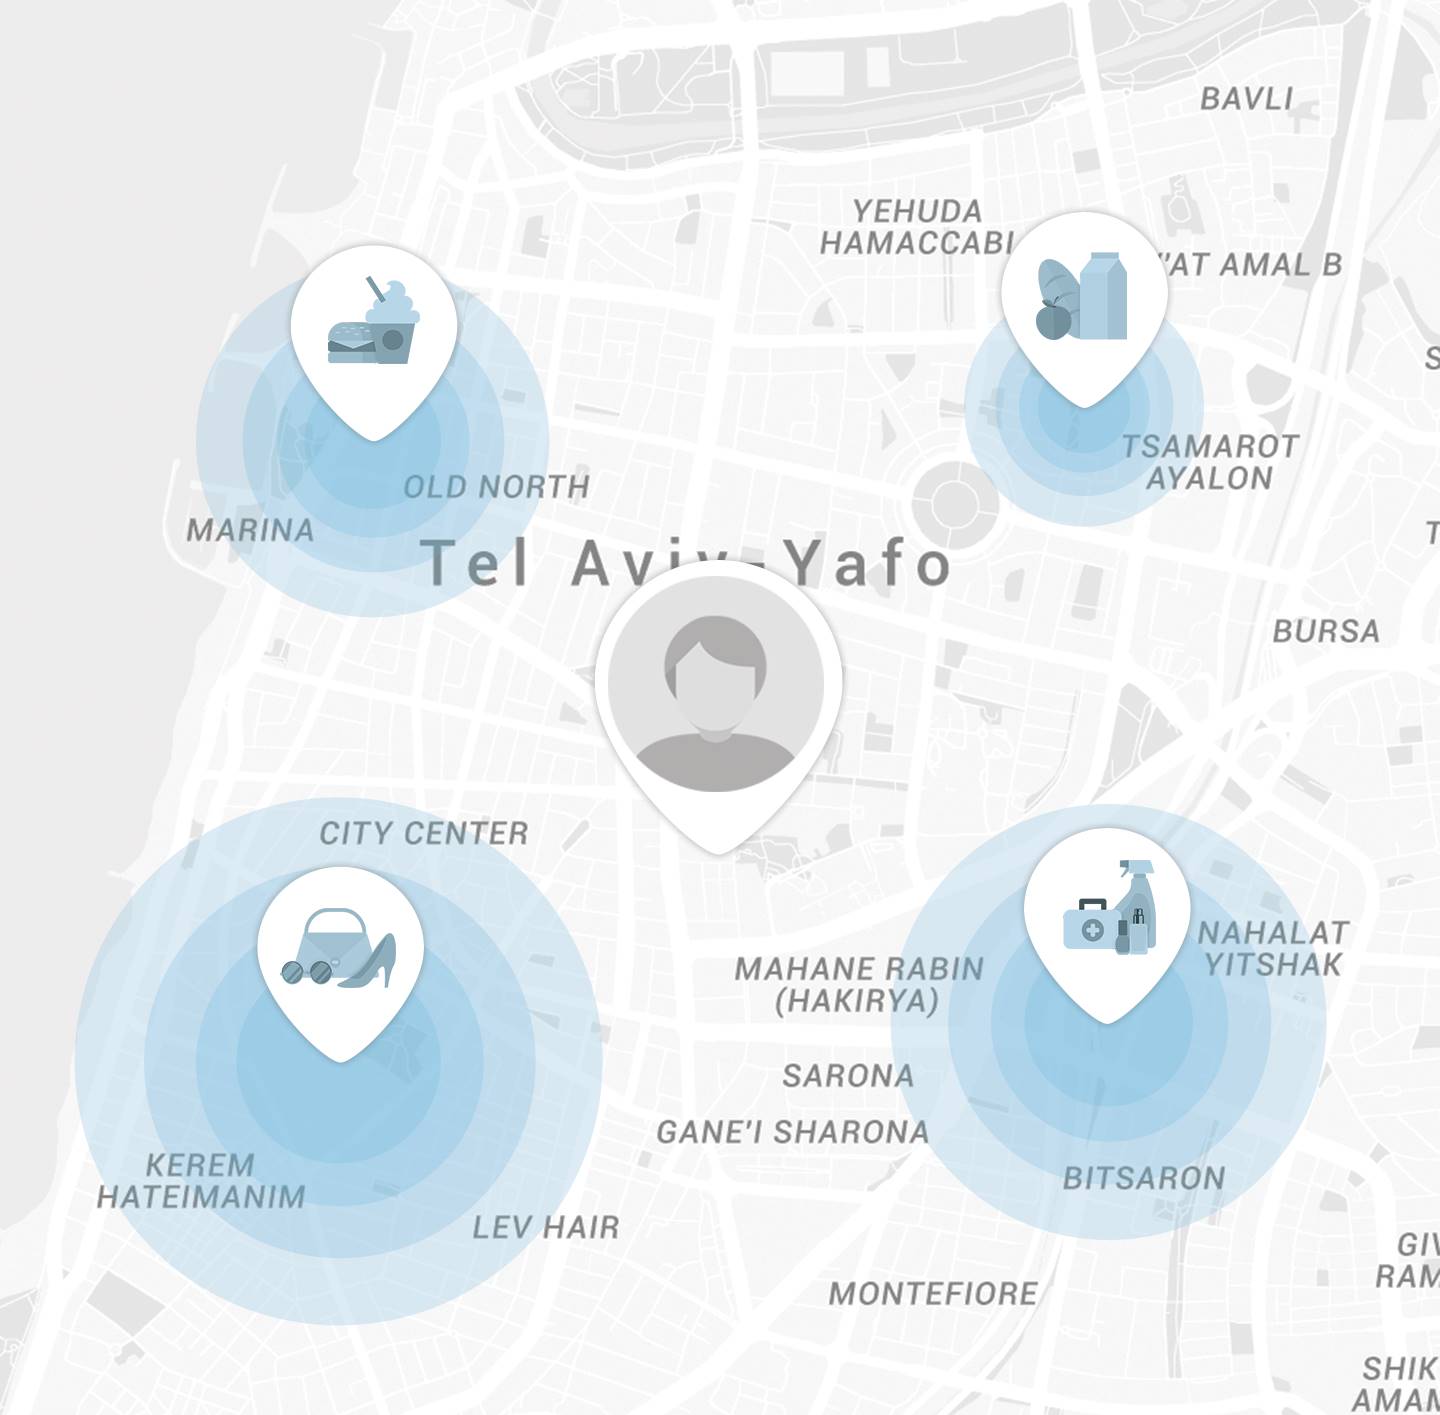 BAVLI
YEHUDA
HAMACCABI
'AT AMAL B
TSAMAROT
AYALON
OLD NORTH
MARINA
Tel Aviv-Yafo
BURSA
CITY CENTER
NAHALAT
YITSHAK
MAHANE RABIN
(HAKIRYA)
SARONA
GANE'I SHARONA
KEREM
HATEIMANIM
BITSARON
LEV HAIR
MONTEFIORE
GIV
RAM
SHIK
AMAM